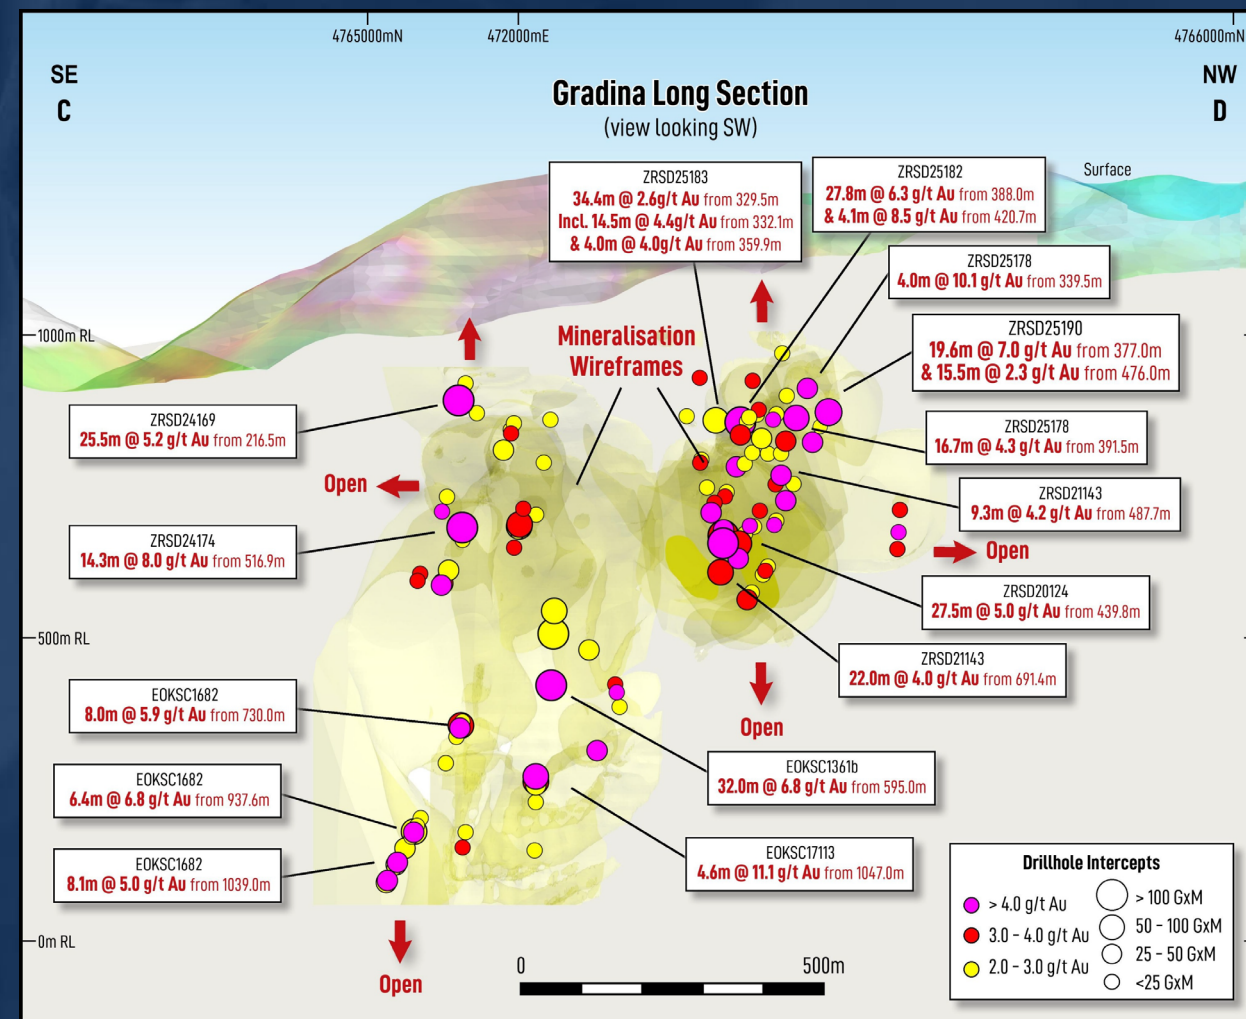 4765000mN
472000mE
4766000mN
SE
C
NW
D
Gradina Long Section
(view looking SW)
Surface
ZRSD25183
34.4m @ 2.6g/t Au from 329.5m
Incl. 14.5m @ 4.4g/t Au from 332.1m
& 4.0m @ 4.0g/t Au from 359.9m
ZRSD25182
27.8m @ 6.3 g/t Au from 388.0m
& 4.1m @ 8.5 g/t Au from 420.7m
ZRSD25178
4.0m @ 10.1 g/t Au from 339.5m
ZRSD25190
19.6m @ 7.0 g/t Au from 377.0m
& 15.5m @ 2.3 g/t Au from 476.0m
1000m RL
Mineralisation
Wireframes
ZRSD24169
25.5m @ 5.2 g/t Au from 216.5m
ZRSD25178
16.7m @ 4.3 g/t Au from 391.5m
Open
ZRSD21143
9.3m @ 4.2 g/t Au from 487.7m
ZRSD24174
14.3m @ 8.0 g/t Au from 516.9m
Open
ZRSD20124
27.5m @ 5.0 g/t Au from 439.8m
500m RL
ZRSD21143
22.0m @ 4.0 g/t Au from 691.4m
Open
EOKSC1682
8.0m @ 5.9 g/t Au from 730.0m
EOKSC1361b
32.0m @ 6.8 g/t Au from 595.0m
EOKSC1682
6.4m @ 6.8 g/t Au from 937.6m
EOKSC17113
4.6m @ 11.1 g/t Au from 1047.0m
EOKSC1682
8.1m @ 5.0 g/t Au from 1039.0m
0m RL
Open
0
500m
Drillhole Intercepts
> 4.0 g/t Au
3.0 - 4.0 g/t Au
2.0 - 3.0 g/t Au
> 100 GxM
50 - 100 GxM
25 - 50 GxM
<25 GxM